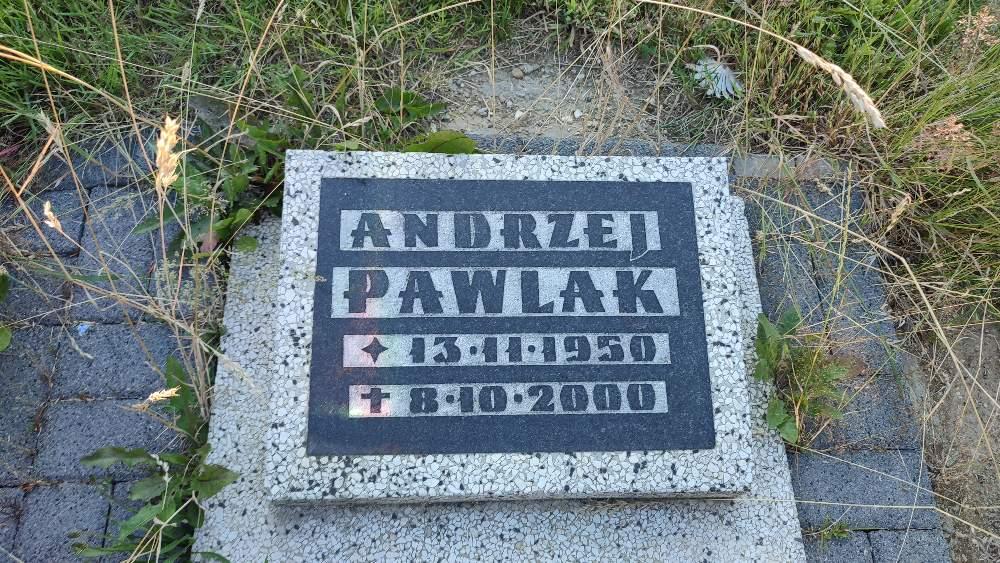 ANDRZEJ
PAWLAK
✦ 13·11·1950
✝ 8·10·2000